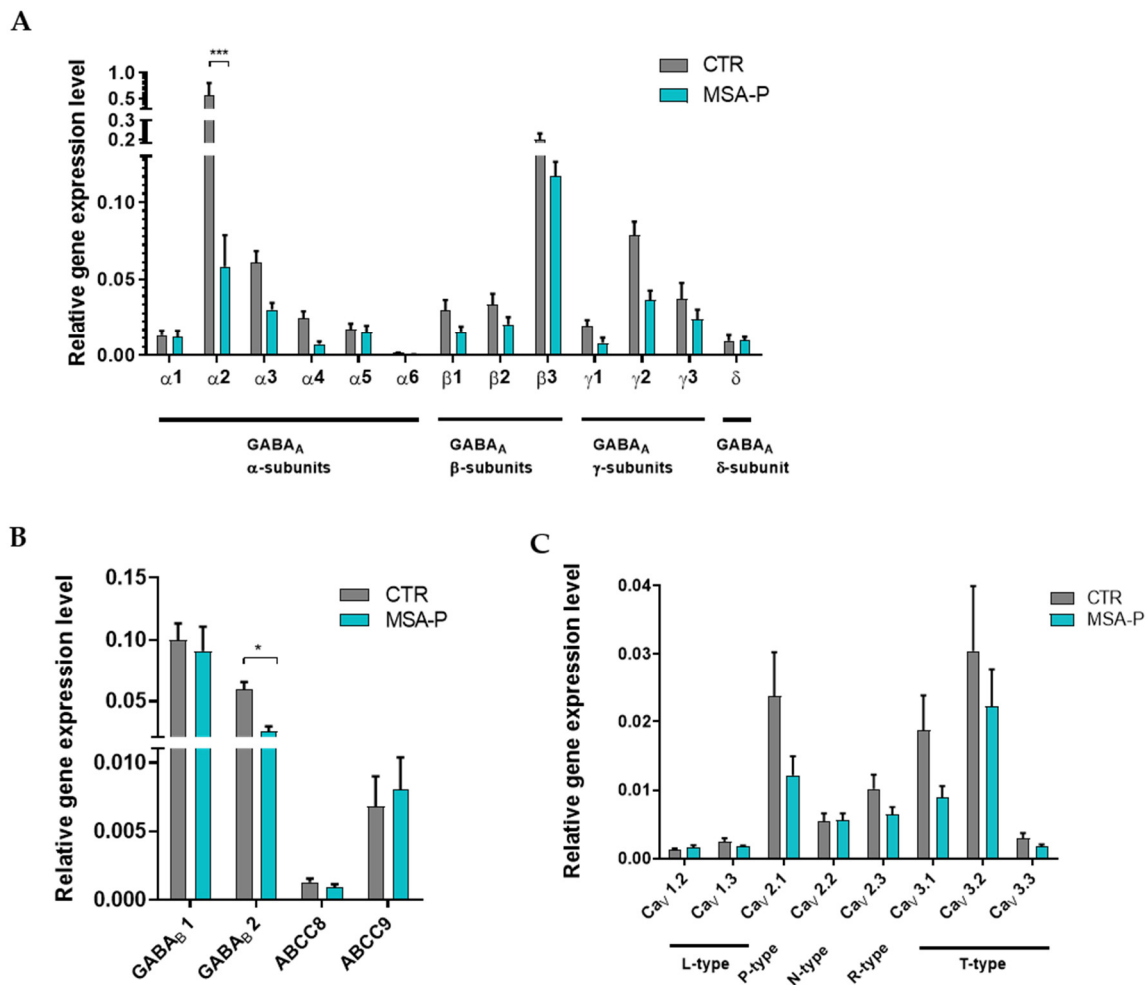 A
***
CTR
MSA-P
Relative gene expression level
1.0
0.5
0.3
0.2
0.10
0.05
0.00
α1 α2 α3 α4 α5 α6 β1 β2 β3 γ1 γ2 γ3 δ
GABAA GABAA GABAA GABAA
α-subunits β-subunits γ-subunits δ-subunit
B
*
CTR
MSA-P
Relative gene expression level
0.15
0.10
0.05
0.010
0.005
0.000
GABAB 1 GABAB 2 ABCC8 ABCC9
C
CTR
MSA-P
Relative gene expression level
0.04
0.03
0.02
0.01
0.00
CaV 1.2 CaV 1.3 CaV 2.1 CaV 2.2 CaV 2.3 CaV 3.1 CaV 3.2 CaV 3.3
L-type P-type N-type R-type T-type